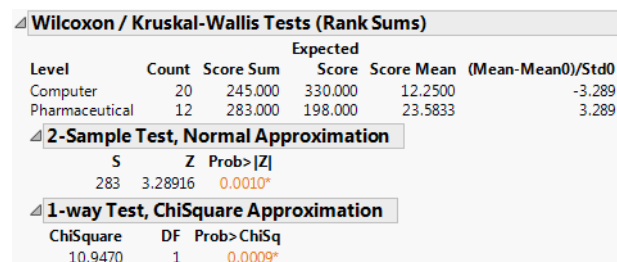 Wilcoxon / Kruskal-Wallis Tests (Rank Sums)
Expected
Level Count Score Sum Score Score Mean (Mean-Mean0)/Std0
Computer 20 245.000 330.000 12.2500 -3.289
Pharmaceutical 12 283.000 198.000 23.5833 3.289
2-Sample Test, Normal Approximation
S Z Prob>|Z|
283 3.28916 0.0010*
1-way Test, ChiSquare Approximation
ChiSquare DF Prob>ChiSq
10.9470 1 0.0009*